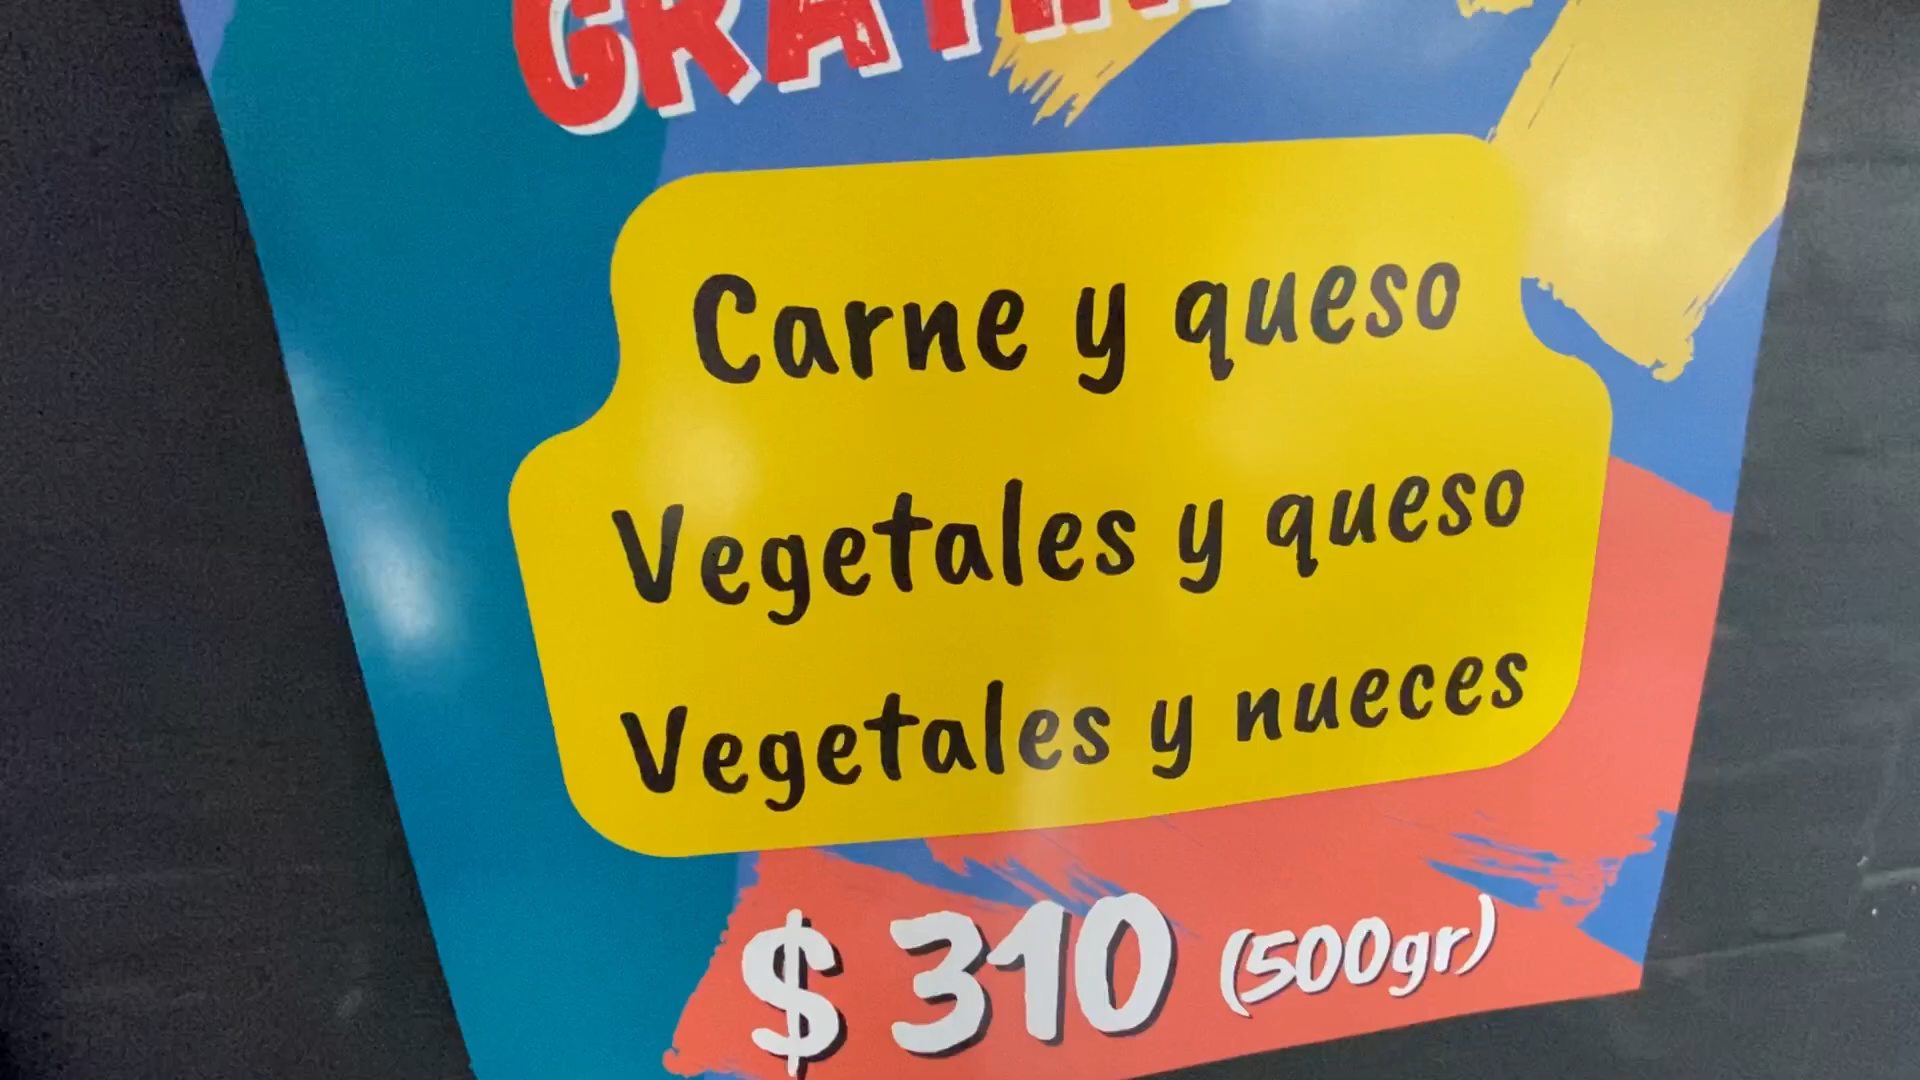 Carne y queso
Vegetales y queso
Vegetales y nueces
$ 310 (500gr)